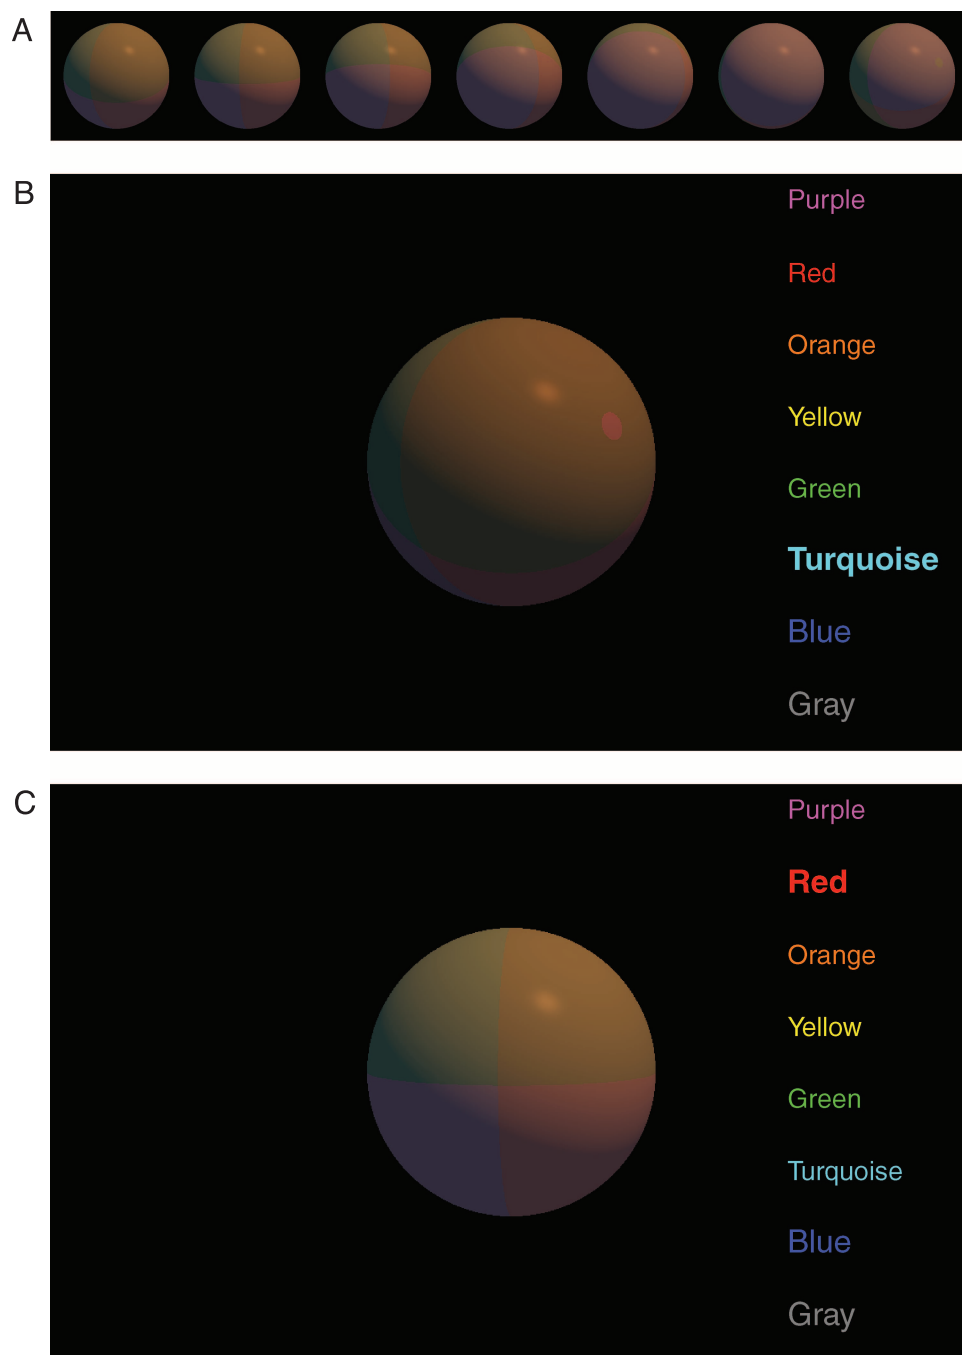 A
B
Purple
Red
Orange
Yellow
Green
Turquoise
Blue
Gray
C
Purple
Red
Orange
Yellow
Green
Turquoise
Blue
Gray